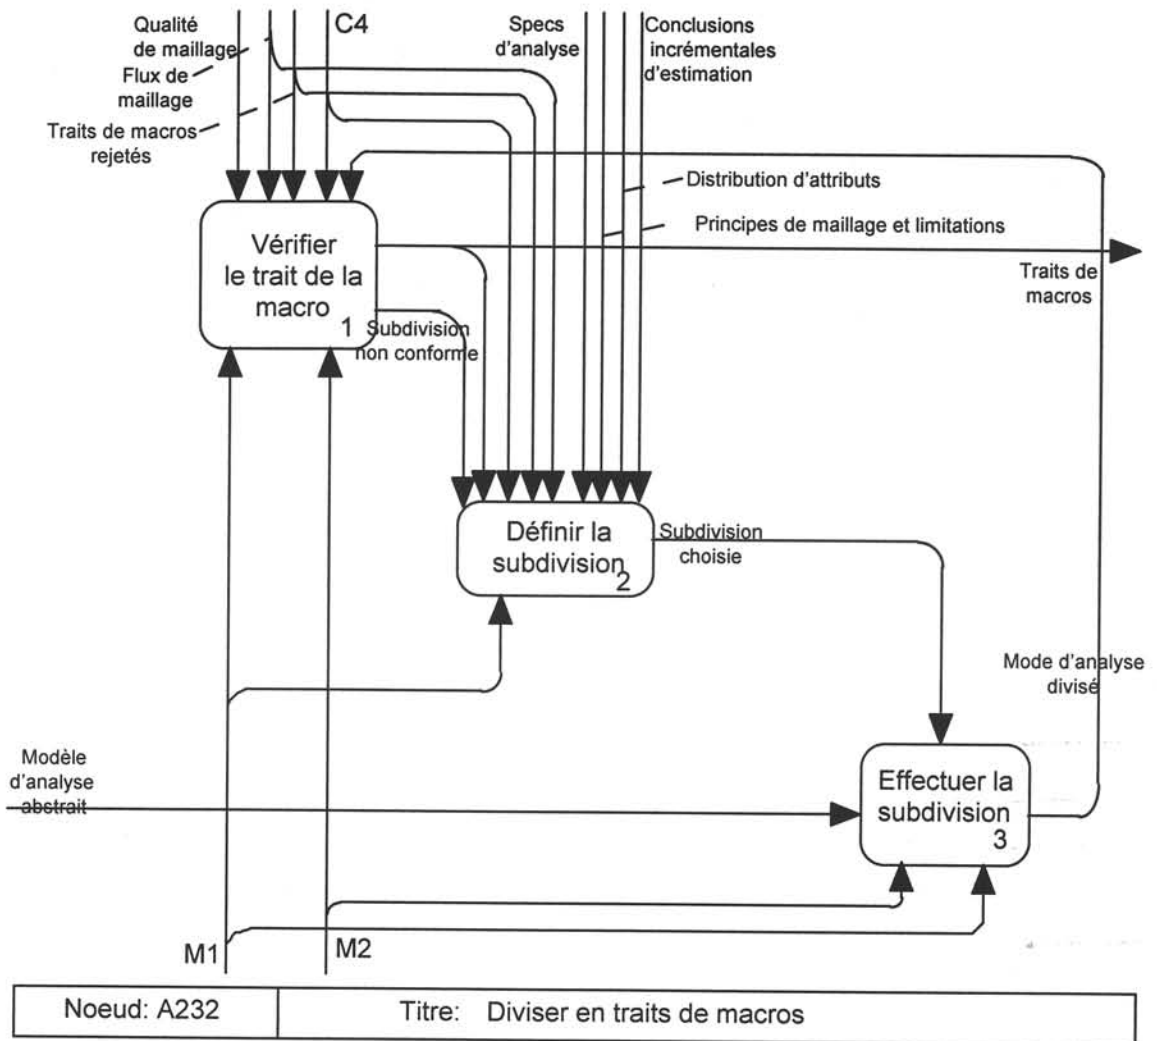 Qualité
de maillage
Flux de
maillage
Traits de macros
rejetés
C4
Specs
d'analyse
Conclusions
incrémentales
d'estimation
Distribution d'attributs
Principes de maillage et limitations
Traits de
macros
Vérifier
le trait de la
macro
1
Subdivision
non conforme
Définir la
subdivision
2
Subdivision
choisie
Mode d'analyse
divisé
Modèle
d'analyse
abstrait
Effectuer la
subdivision
3
M1
M2
Noeud: A232
Titre: Diviser en traits de macros